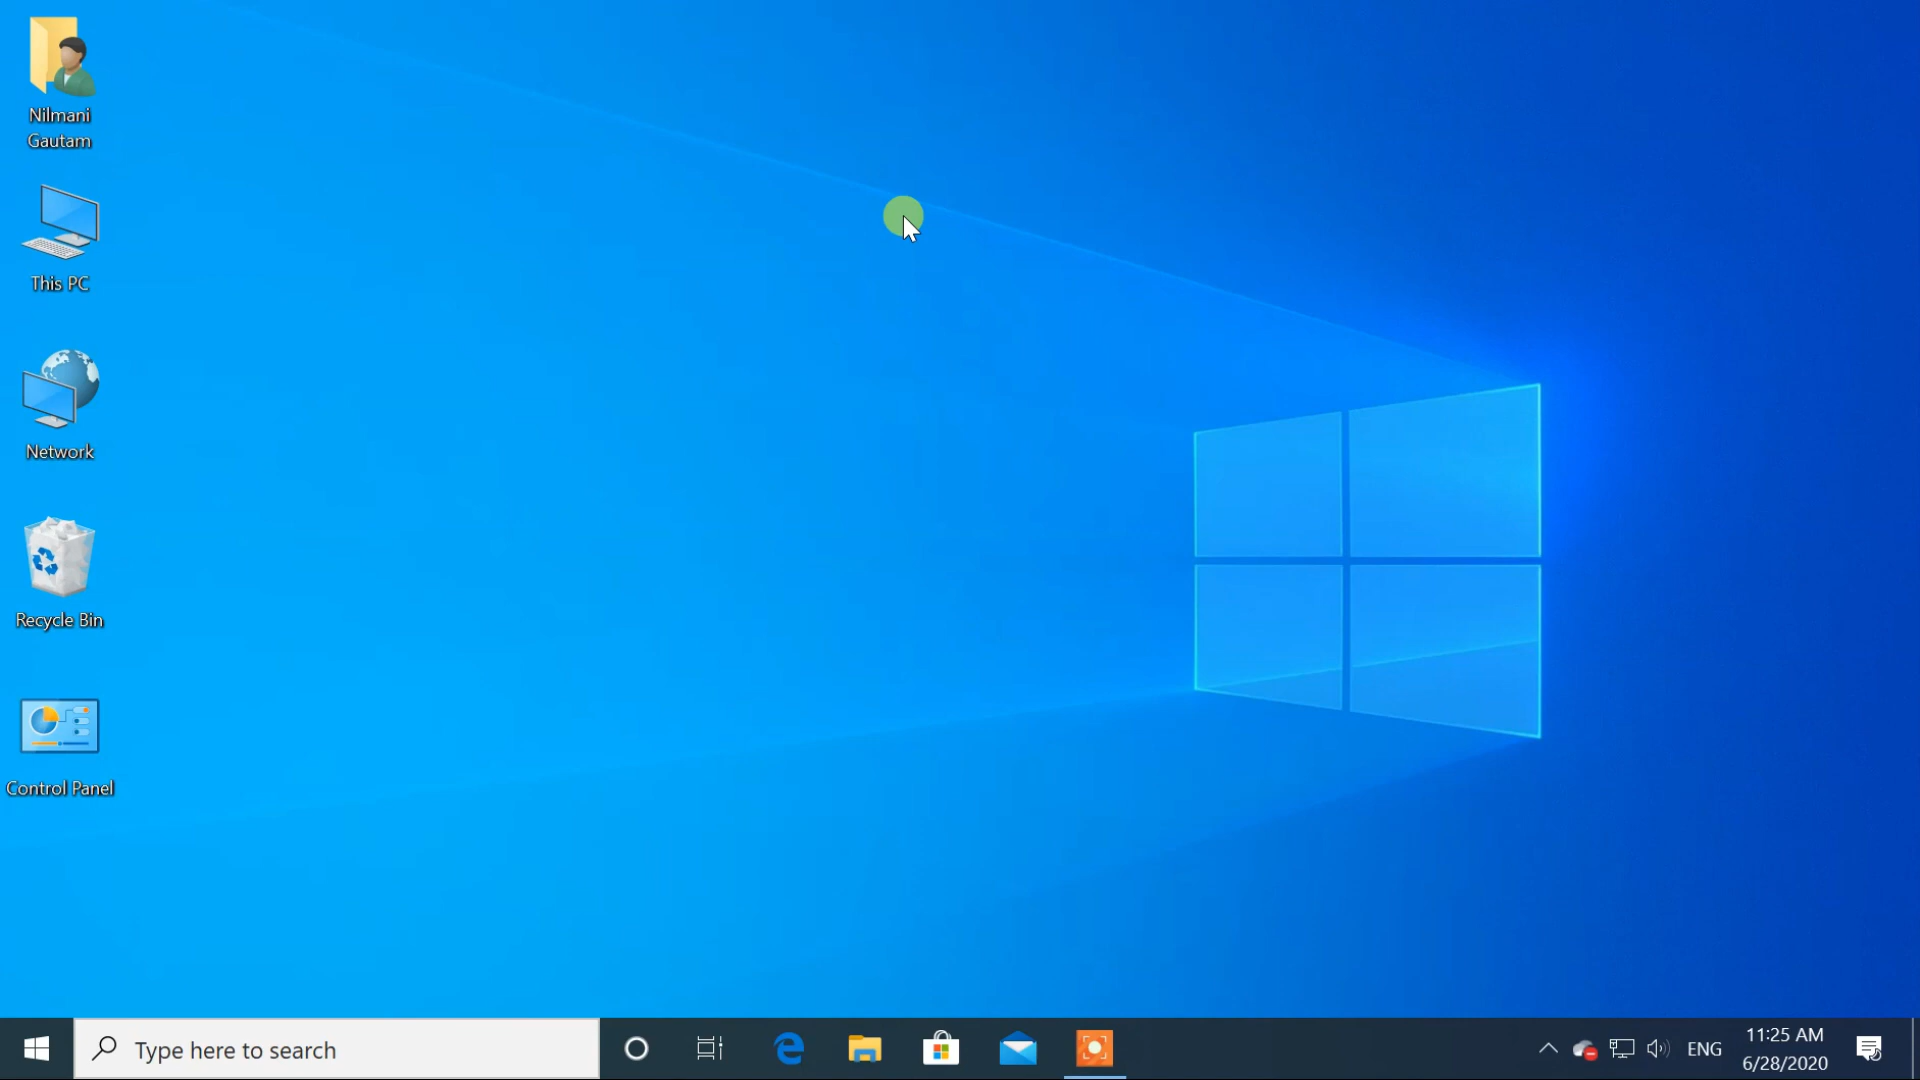 Nilmani
Gautam
This PC
Network
Recycle Bin
Control Panel
Type here to search
ENG
11:25 AM
6/28/2020